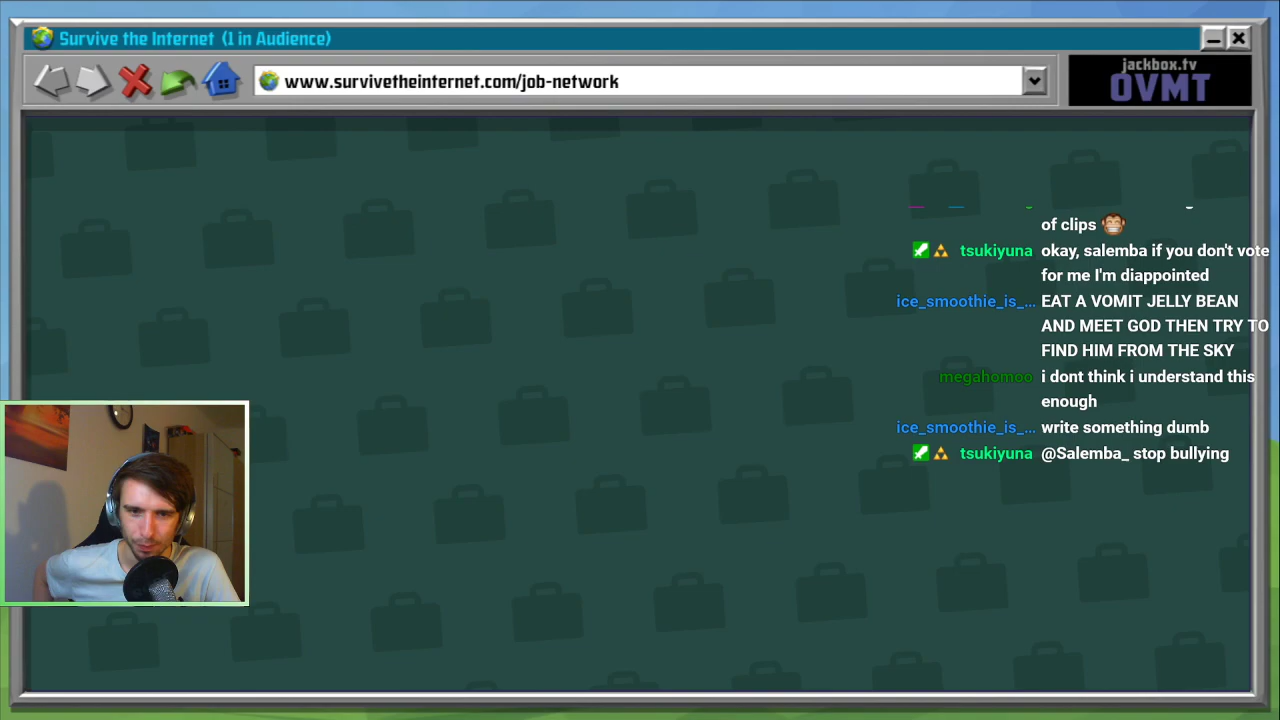 Survive the Internet (1 in Audience)
www.survivetheinternet.com/job-network
jackbox.tv
OVMT
of clips
tsukiyuna okay, salemba if you don't vote
for me I'm diappointed
ice_smoothie_is_... EAT A VOMIT JELLY BEAN
AND MEET GOD THEN TRY TO
FIND HIM FROM THE SKY
megahomoo i dont think i understand this
enough
ice_smoothie_is_... write something dumb
tsukiyuna @Salemba_ stop bullying